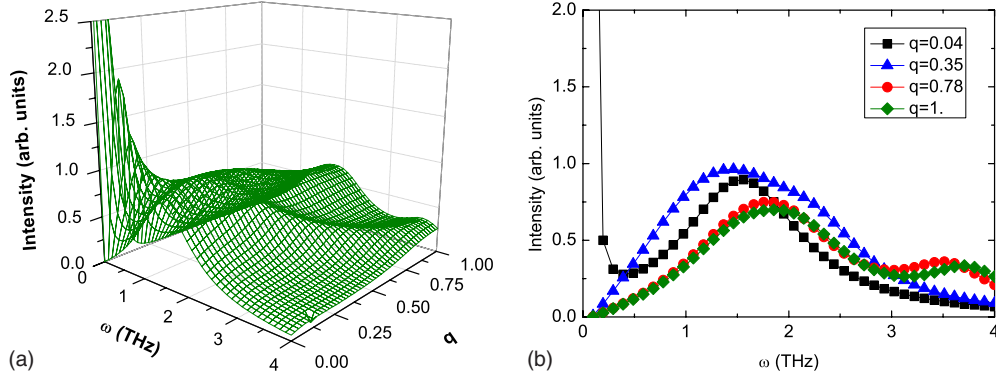 2.5
2.0
1.5
1.0
0.5
0.0
Intensity (arb. units)
0
1
2
3
4
ω (THz)
0.00
0.25
0.50
0.75
1.00
q
(a)
2.0
1.5
1.0
0.5
0.0
Intensity (arb. units)
q=0.04
q=0.35
q=0.78
q=1.
0
1
2
3
4
ω (THz)
(b)